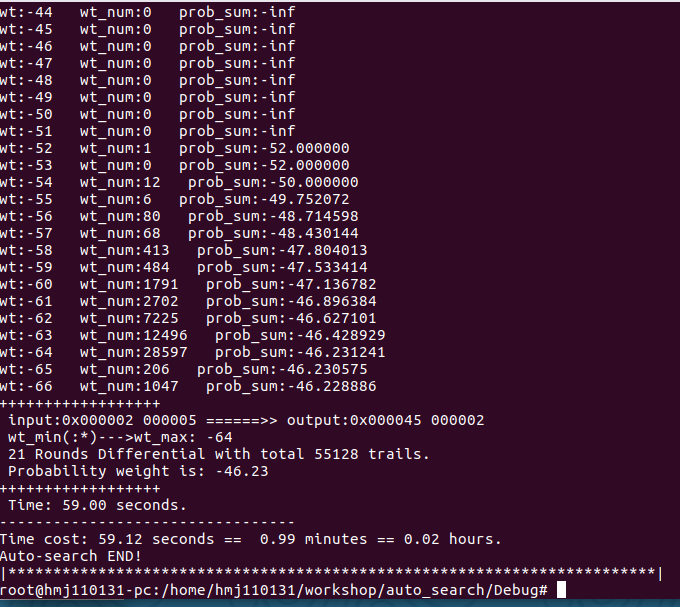 wt:-44   wt_num:0   prob_sum:-inf
wt:-45   wt_num:0   prob_sum:-inf
wt:-46   wt_num:0   prob_sum:-inf
wt:-47   wt_num:0   prob_sum:-inf
wt:-48   wt_num:0   prob_sum:-inf
wt:-49   wt_num:0   prob_sum:-inf
wt:-50   wt_num:0   prob_sum:-inf
wt:-51   wt_num:0   prob_sum:-inf
wt:-52   wt_num:1   prob_sum:-52.000000
wt:-53   wt_num:0   prob_sum:-52.000000
wt:-54   wt_num:12   prob_sum:-50.000000
wt:-55   wt_num:6   prob_sum:-49.752072
wt:-56   wt_num:80   prob_sum:-48.714598
wt:-57   wt_num:68   prob_sum:-48.430144
wt:-58   wt_num:413   prob_sum:-47.804013
wt:-59   wt_num:484   prob_sum:-47.533414
wt:-60   wt_num:1791   prob_sum:-47.136782
wt:-61   wt_num:2702   prob_sum:-46.896384
wt:-62   wt_num:7225   prob_sum:-46.627101
wt:-63   wt_num:12496   prob_sum:-46.428929
wt:-64   wt_num:28597   prob_sum:-46.231241
wt:-65   wt_num:206   prob_sum:-46.230575
wt:-66   wt_num:1047   prob_sum:-46.228886
++++++++++++++++++
 input:0x000002 000005 ======>> output:0x000045 000002
 wt_min(:*)--->wt_max: -64
 21 Rounds Differential with total 55128 trails.
 Probability weight is: -46.23
++++++++++++++++++
 Time: 59.00 seconds.
---------------------------------
Time cost: 59.12 seconds ==  0.99 minutes == 0.02 hours.
Auto-search END!
|************************************************************************|
root@hmj110131-pc:/home/hmj110131/workshop/auto_search/Debug#